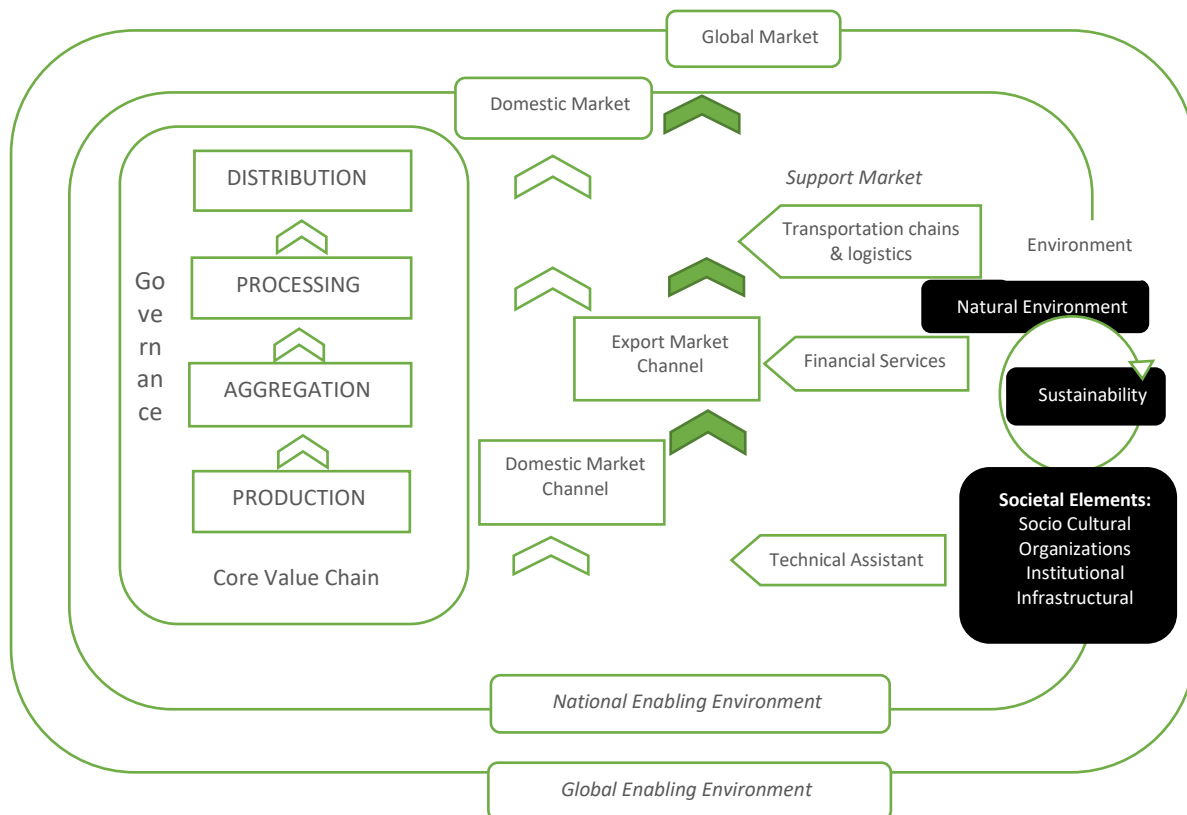 Global Market
Domestic Market
DISTRIBUTION
PROCESSING
AGGREGATION
PRODUCTION
Go
ve
rn
an
ce
Core Value Chain
Export Market
Channel
Domestic Market
Channel
Support Market
Transportation chains
& logistics
Financial Services
Technical Assistant
Environment
Natural Environment
Sustainability
Societal Elements:
Socio Cultural
Organizations
Institutional
Infrastructural
National Enabling Environment
Global Enabling Environment